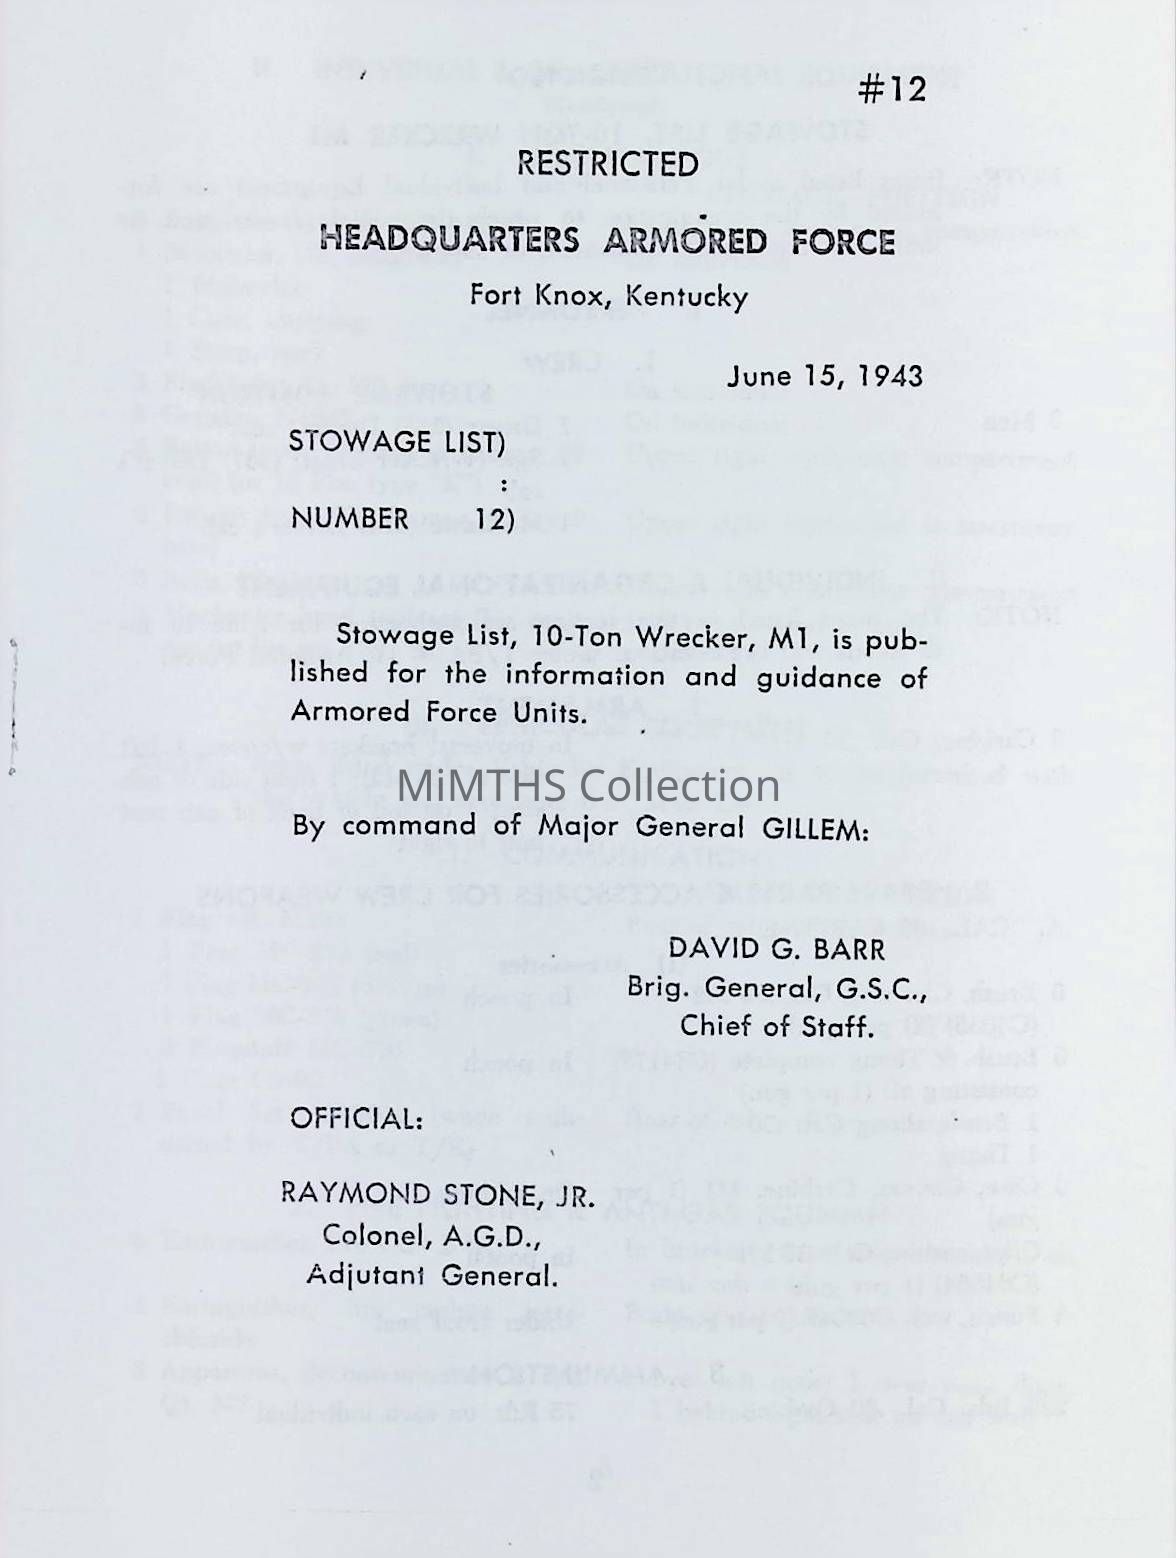 #12
RESTRICTED
HEADQUARTERS ARMORED FORCE
Fort Knox, Kentucky
June 15, 1943
STOWAGE LIST)
:
NUMBER 12)
Stowage List, 10-Ton Wrecker, M1, is pub-
lished for the information and guidance of
Armored Force Units.
MiMTHS Collection
By command of Major General GILLEM:
DAVID G. BARR
Brig. General, G.S.C.,
Chief of Staff.
OFFICIAL:
RAYMOND STONE, JR.
Colonel, A.G.D.,
Adjutant General.